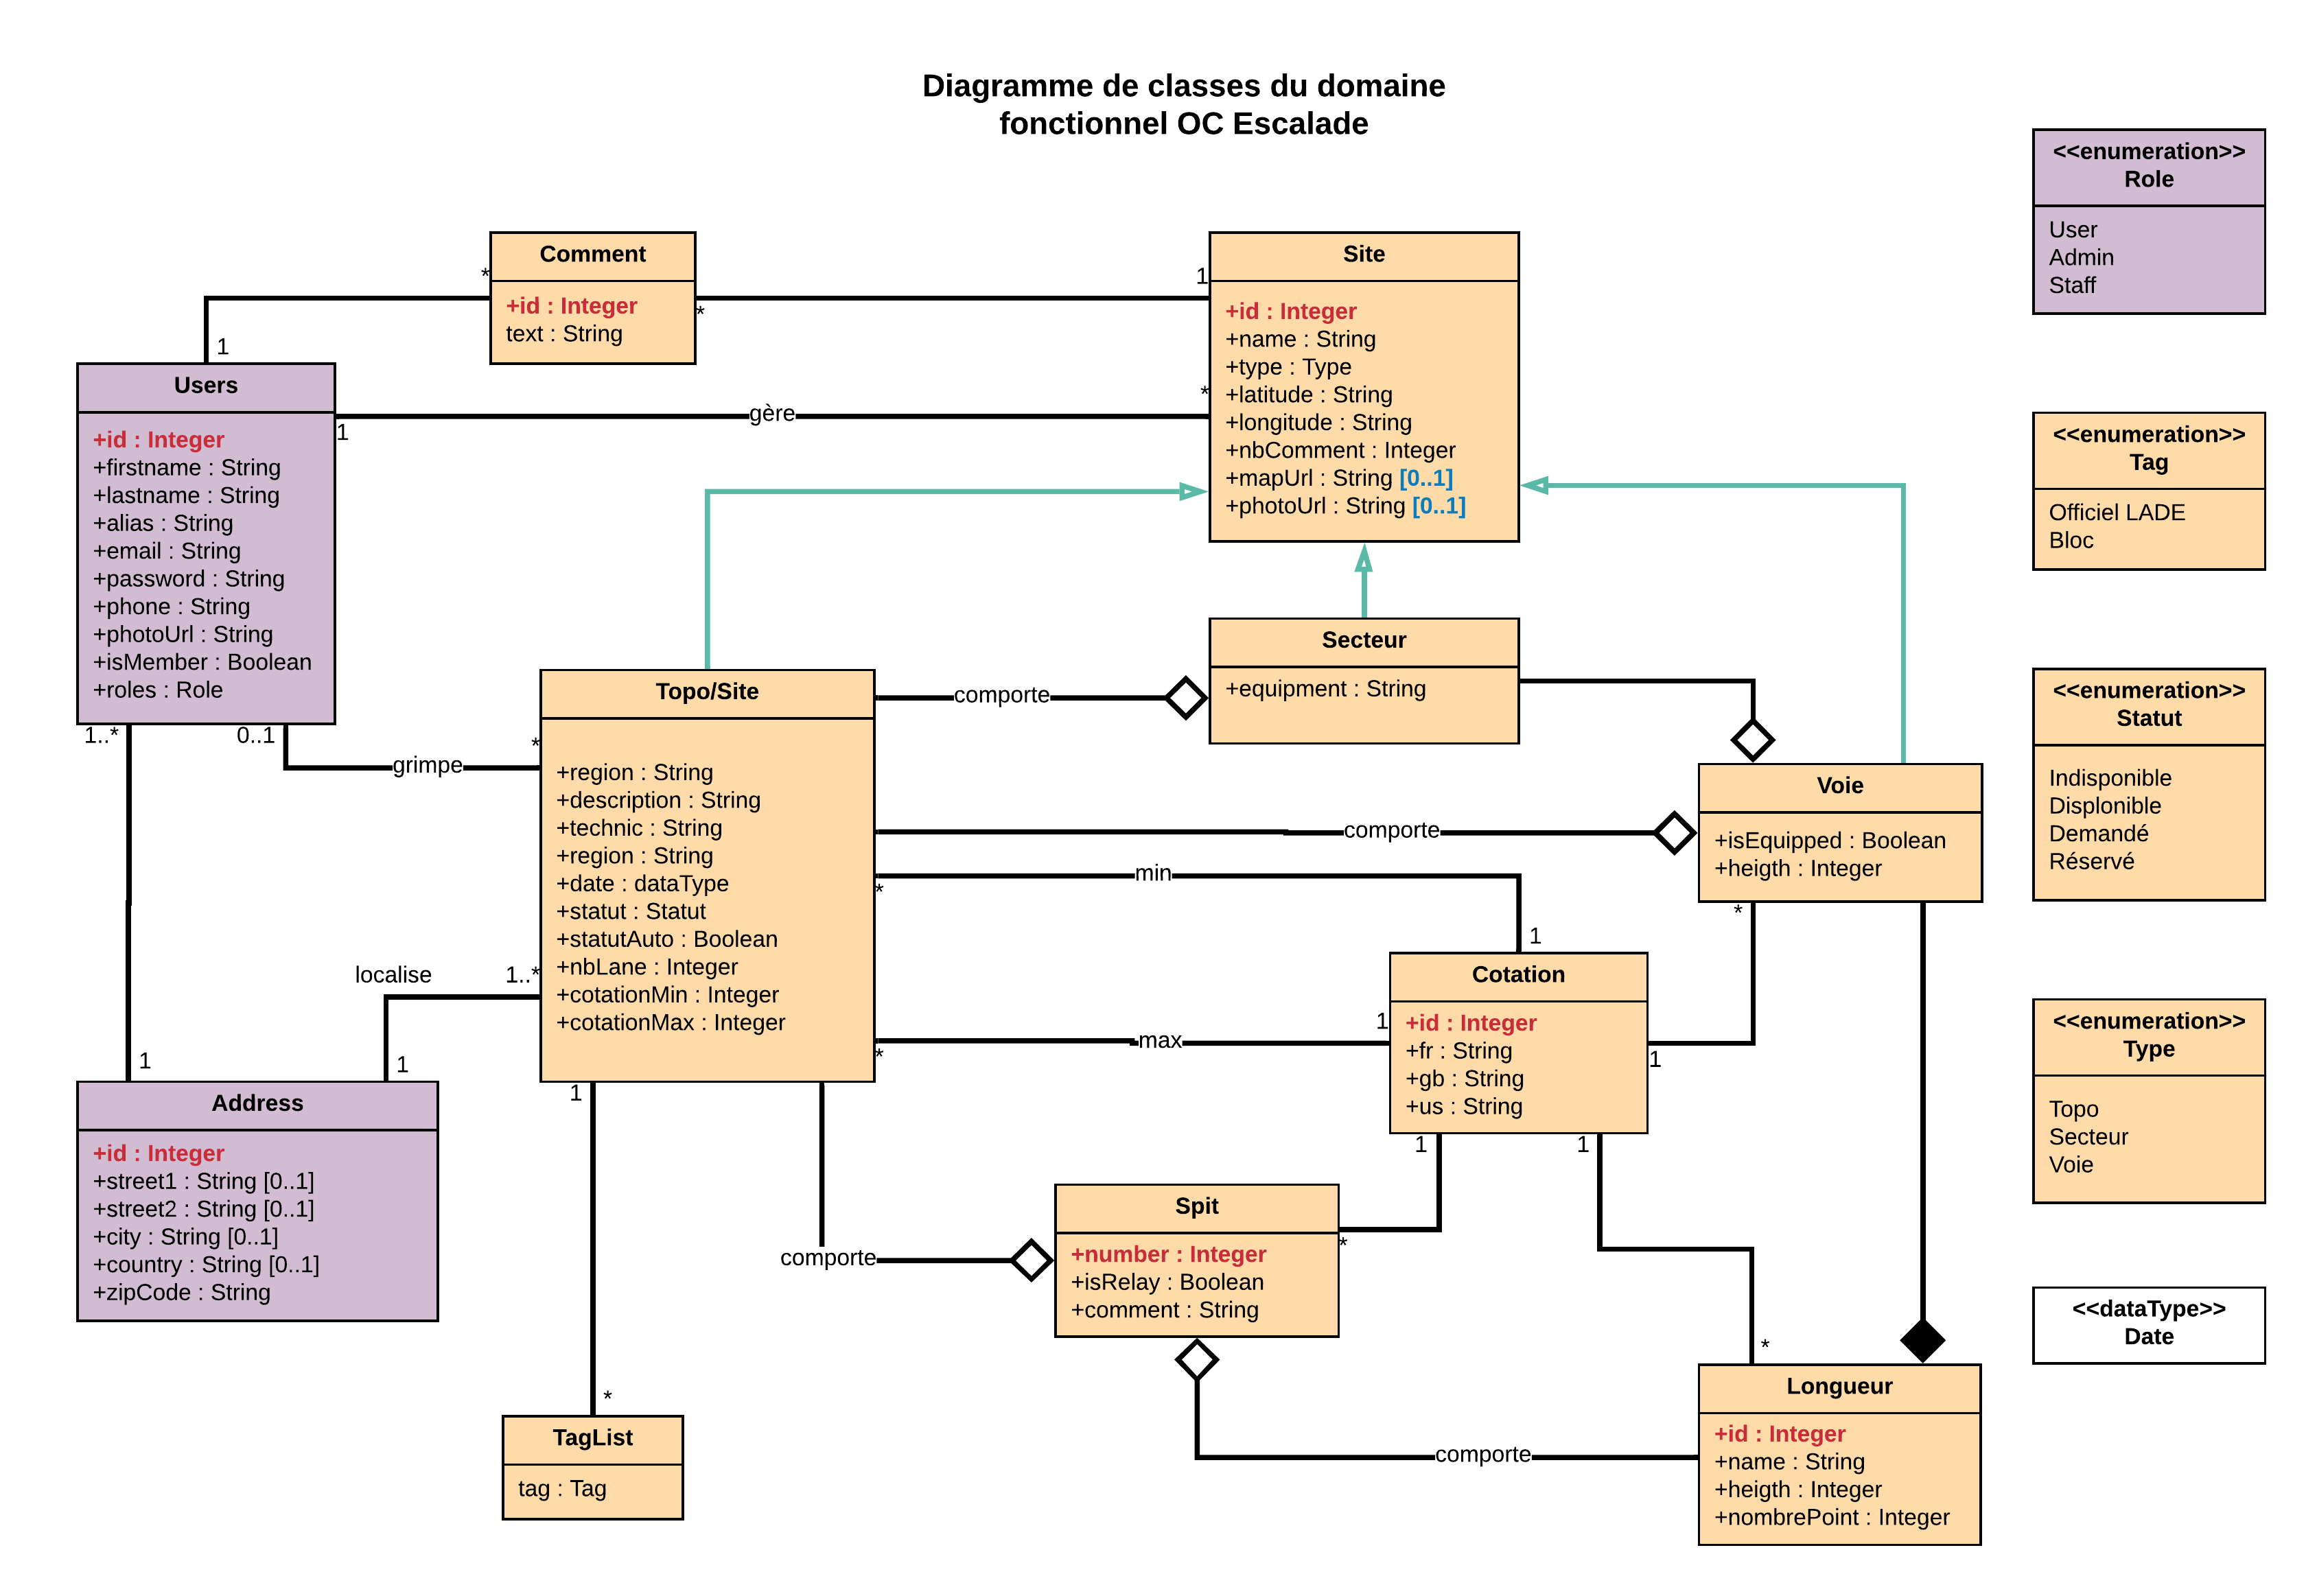 Diagramme de classes du domaine
fonctionnel OC Escalade
<<enumeration>>
Role
User
Admin
Staff
Comment
+id : Integer
text : String
*
*
1
1
Site
+id : Integer
+name : String
+type : Type
+latitude : String
+longitude : String
+nbComment : Integer
+mapUrl : String [0..1]
+photoUrl : String [0..1]
*
gère
1
Users
+id : Integer
+firstname : String
+lastname : String
+alias : String
+email : String
+password : String
+phone : String
+photoUrl : String
+isMember : Boolean
+roles : Role
1..*
0..1
grimpe
*
<<enumeration>>
Tag
Officiel LADE
Bloc
Secteur
+equipment : String
comporte
Topo/Site
+region : String
+description : String
+technic : String
+region : String
+date : dataType
+statut : Statut
+statutAuto : Boolean
+nbLane : Integer
+cotationMin : Integer
+cotationMax : Integer
<<enumeration>>
Statut
Indisponible
Displonible
Demandé
Réservé
Voie
+isEquipped : Boolean
+heigth : Integer
comporte
min
*
1
*
localise
1..*
1
1
Cotation
+id : Integer
+fr : String
+gb : String
+us : String
1
max
*
1
1
1
<<enumeration>>
Type
Topo
Secteur
Voie
Address
+id : Integer
+street1 : String [0..1]
+street2 : String [0..1]
+city : String [0..1]
+country : String [0..1]
+zipCode : String
1
comporte
Spit
+number : Integer
+isRelay : Boolean
+comment : String
*
<<dataType>>
Date
*
*
TagList
tag : Tag
comporte
Longueur
+id : Integer
+name : String
+heigth : Integer
+nombrePoint : Integer